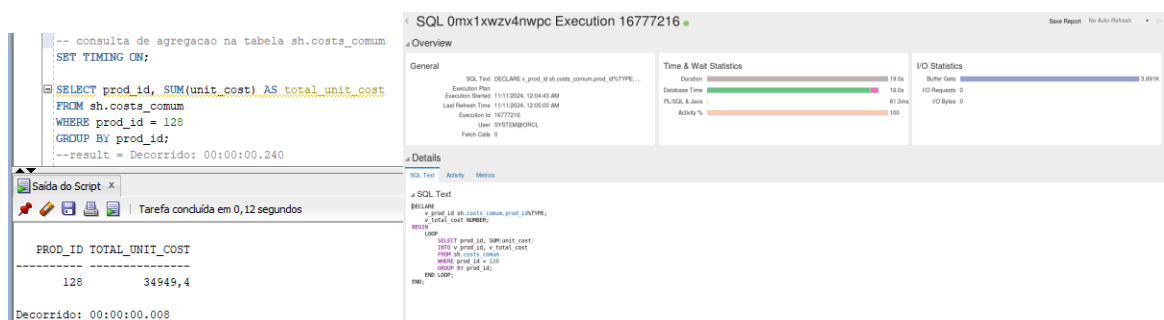 -- consulta de agregacao na tabela sh.costs_comum
SET TIMING ON;
SELECT prod_id, SUM(unit_cost) AS total_unit_cost
FROM sh.costs_comum
WHERE prod_id = 128
GROUP BY prod_id;
--result = Decorrido: 00:00:00.240
Saída do Script x
Tarefa concluída em 0,12 segundos
PROD_ID TOTAL_UNIT_COST
---------- ---------------
128 34949,4
Decorrido: 00:00:00.008
SQL 0mx1xwzv4nwpc Execution 16777216
Save Report No Auto-Refresh
Overview
General
SQL Text DECLARE v_prod_id sh.costs_comum.prod_id%TYPE; ...
Execution Plan
Execution Started 11/11/2024, 12:04:43 AM
Last Refresh Time 11/11/2024, 12:05:00 AM
Execution Id 16777216
User SYSTEM@ORCL
Fetch Calls 0
Time & Wait Statistics
Duration 19.0s
Database Time 18.0s
PL/SQL & Java 81.3ms
Activity % 100
I/O Statistics
Buffer Gets 3,891K
I/O Requests 0
I/O Bytes 0
Details
SQL Text Activity Metrics
SQL Text
DECLARE
v_prod_id sh.costs_comum.prod_id%TYPE;
v_total_cost NUMBER;
BEGIN
LOOP
SELECT prod_id, SUM(unit_cost)
INTO v_prod_id, v_total_cost
FROM sh.costs_comum
WHERE prod_id = 128
GROUP BY prod_id;
END LOOP;
END;